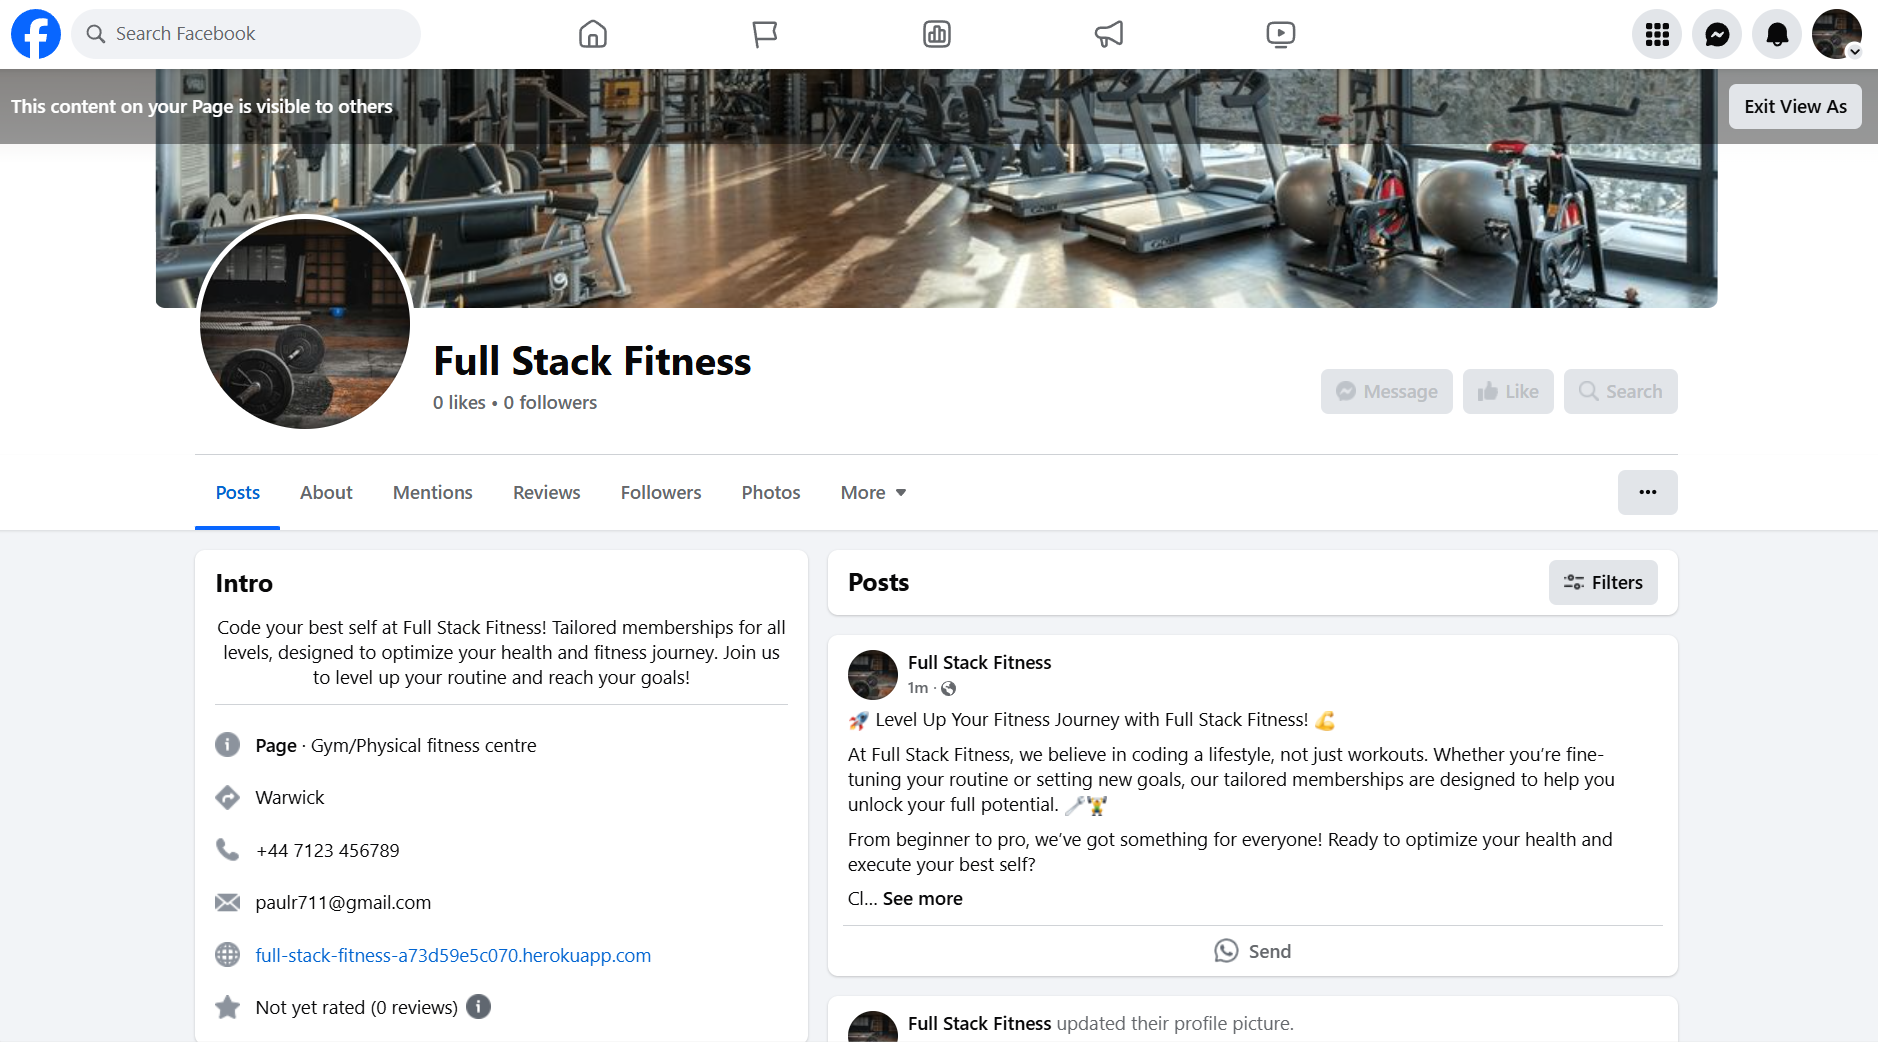 Search Facebook
This content on your Page is visible to others
Exit View As
Full Stack Fitness
0 likes • 0 followers
Message
Like
Search
Posts
About
Mentions
Reviews
Followers
Photos
More
Intro
Code your best self at Full Stack Fitness! Tailored memberships for all
levels, designed to optimize your health and fitness journey. Join us
to level up your routine and reach your goals!
Page · Gym/Physical fitness centre
Warwick
+44 7123 456789
paulr711@gmail.com
full-stack-fitness-a73d59e5c070.herokuapp.com
Not yet rated (0 reviews)
Posts
Filters
Full Stack Fitness
1m ·
🚀 Level Up Your Fitness Journey with Full Stack Fitness! 💪
At Full Stack Fitness, we believe in coding a lifestyle, not just workouts. Whether you’re fine-
tuning your routine or setting new goals, our tailored memberships are designed to help you
unlock your full potential. 🔧🏋️
From beginner to pro, we’ve got something for everyone! Ready to optimize your health and
execute your best self?
Cl... See more
Send
Full Stack Fitness updated their profile picture.